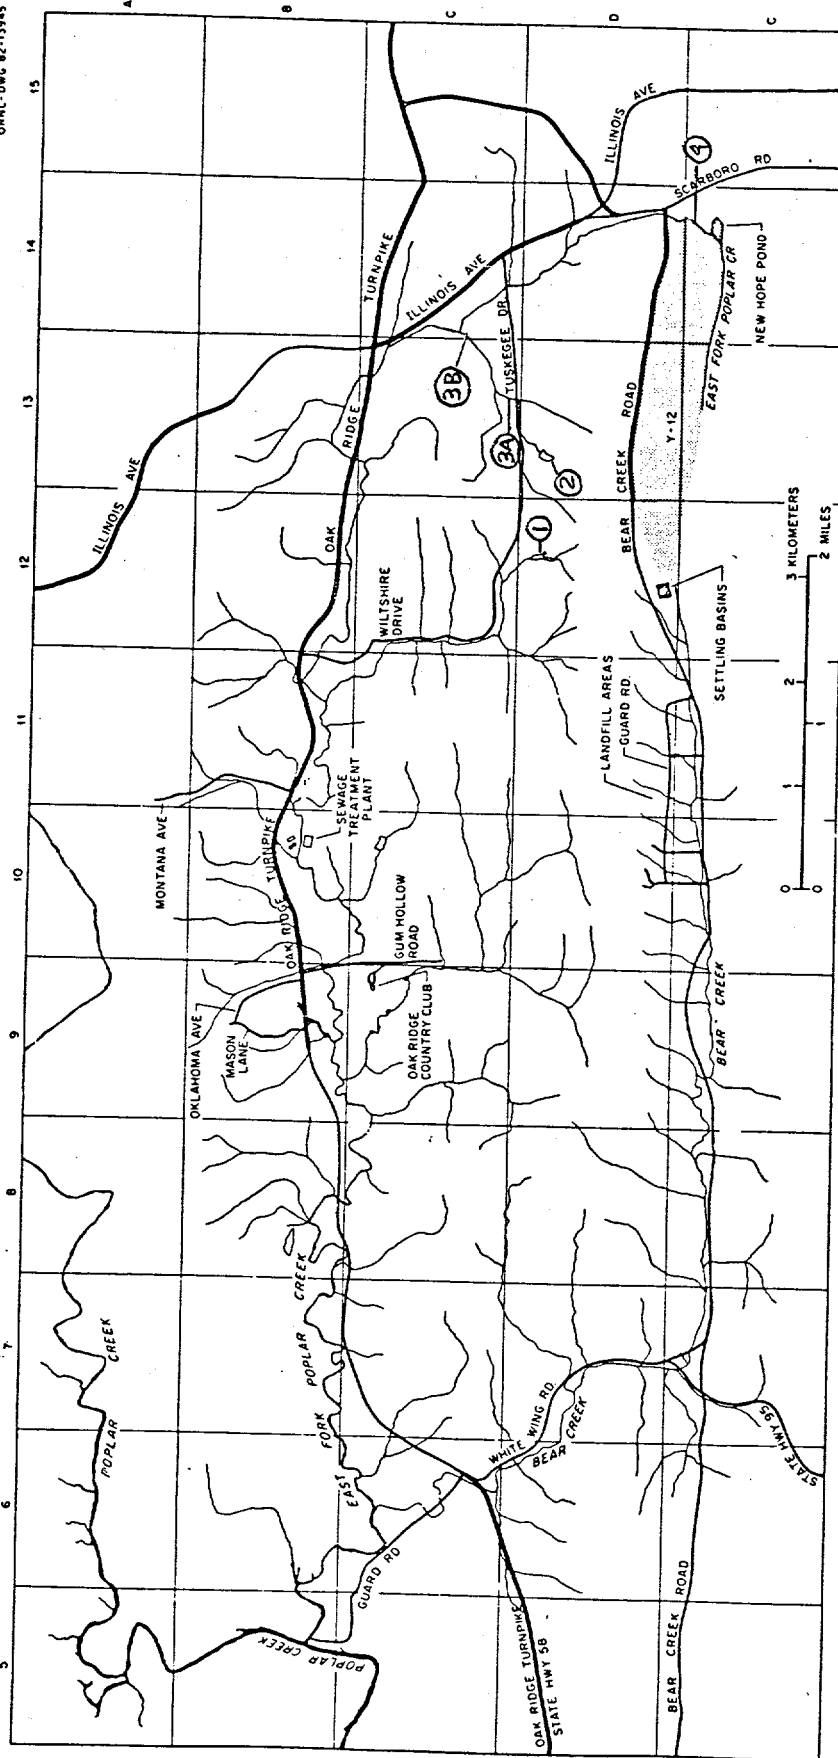 ORNL-DWG 82-13945
5
6
7
8
9
10
11
12
13
14
15
A
B
C
D
C
POPLAR
CREEK
POPLAR CREEK
GUARD RD
EAST
FORK
POPLAR
CREEK
OAK RIDGE TURNPIKE
STATE HWY 58
WHITE WING RD.
BEAR
CREEK
STATE HWY 95
BEAR CREEK ROAD
OKLAHOMA AVE
MASON
LANE
OAK RIDGE TURNPIKE
GUM HOLLOW
ROAD
OAK RIDGE
COUNTRY CLUB
BEAR CREEK
MONTANA AVE
RD
SEWAGE
TREATMENT
PLANT
LANDFILL AREAS
GUARD RD.
SETTLING BASINS
WILTSHIRE
DRIVE
ILLINOIS AVE
OAK
RIDGE
TURNPIKE
ILLINOIS AVE
TUSKEGEE DR.
1
2
3A
3B
4
BEAR
CREEK
ROAD
Y-12
EAST FORK POPLAR CR
NEW HOPE POND
ILLINOIS AVE
SCARBORO RD
0 1 2 3 KILOMETERS
0 1 2 MILES